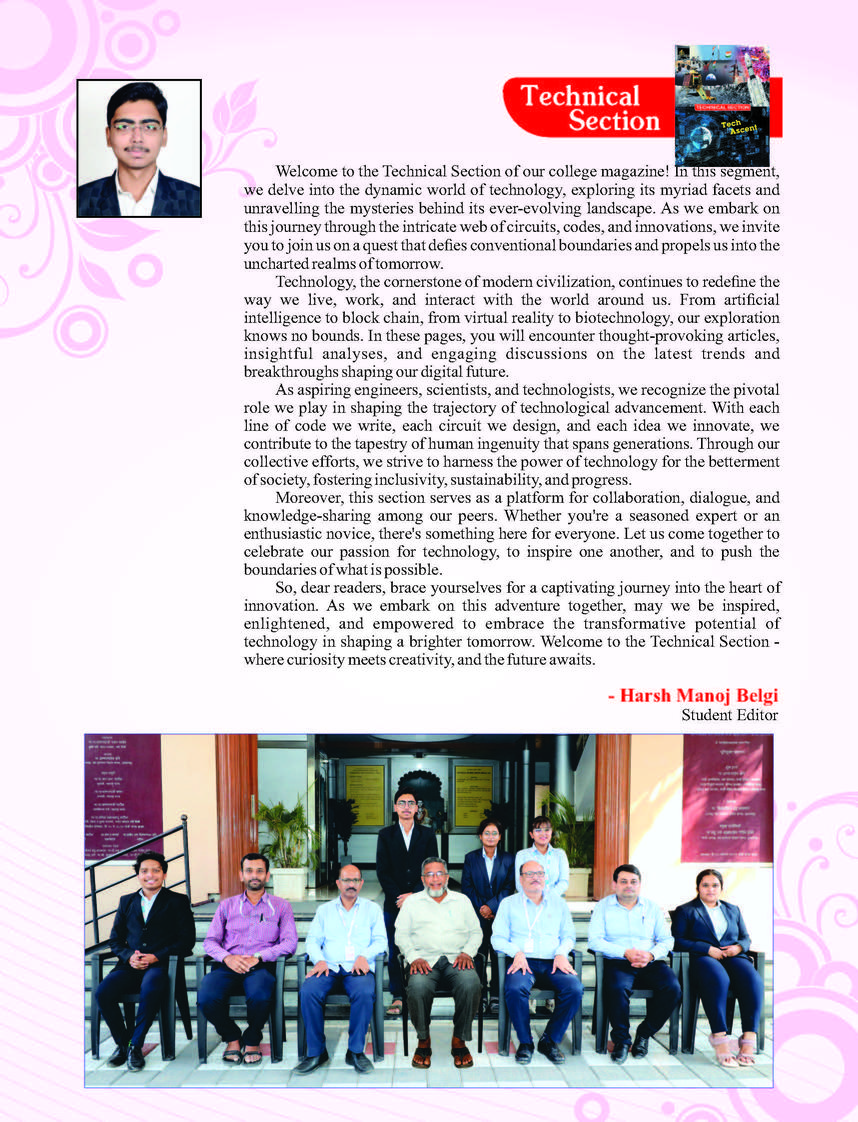 Technical
Section
TECHNICAL SECTION
Tech
Ascent
Welcome to the Technical Section of our college magazine! In this segment,
we delve into the dynamic world of technology, exploring its myriad facets and
unravelling the mysteries behind its ever-evolving landscape. As we embark on
this journey through the intricate web of circuits, codes, and innovations, we invite
you to join us on a quest that defies conventional boundaries and propels us into the
uncharted realms of tomorrow.
Technology, the cornerstone of modern civilization, continues to redefine the
way we live, work, and interact with the world around us. From artificial
intelligence to block chain, from virtual reality to biotechnology, our exploration
knows no bounds. In these pages, you will encounter thought-provoking articles,
insightful analyses, and engaging discussions on the latest trends and
breakthroughs shaping our digital future.
As aspiring engineers, scientists, and technologists, we recognize the pivotal
role we play in shaping the trajectory of technological advancement. With each
line of code we write, each circuit we design, and each idea we innovate, we
contribute to the tapestry of human ingenuity that spans generations. Through our
collective efforts, we strive to harness the power of technology for the betterment
of society, fostering inclusivity, sustainability, and progress.
Moreover, this section serves as a platform for collaboration, dialogue, and
knowledge-sharing among our peers. Whether you're a seasoned expert or an
enthusiastic novice, there's something here for everyone. Let us come together to
celebrate our passion for technology, to inspire one another, and to push the
boundaries of what is possible.
So, dear readers, brace yourselves for a captivating journey into the heart of
innovation. As we embark on this adventure together, may we be inspired,
enlightened, and empowered to embrace the transformative potential of
technology in shaping a brighter tomorrow. Welcome to the Technical Section -
where curiosity meets creativity, and the future awaits.
- Harsh Manoj Belgi
Student Editor